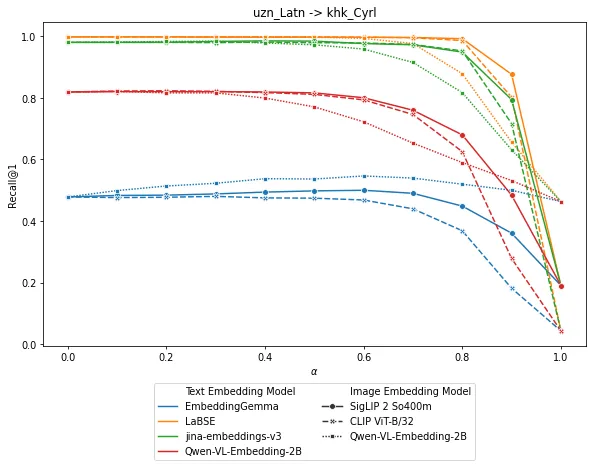 uzn_Latn -> khk_Cyrl
1.0
0.8
0.6
0.4
0.2
0.0
Recall@1
0.0 0.2 0.4 0.6 0.8 1.0
α
Text Embedding Model
EmbeddingGemma
LaBSE
jina-embeddings-v3
Qwen-VL-Embedding-2B
Image Embedding Model
SigLIP 2 So400m
CLIP ViT-B/32
Qwen-VL-Embedding-2B